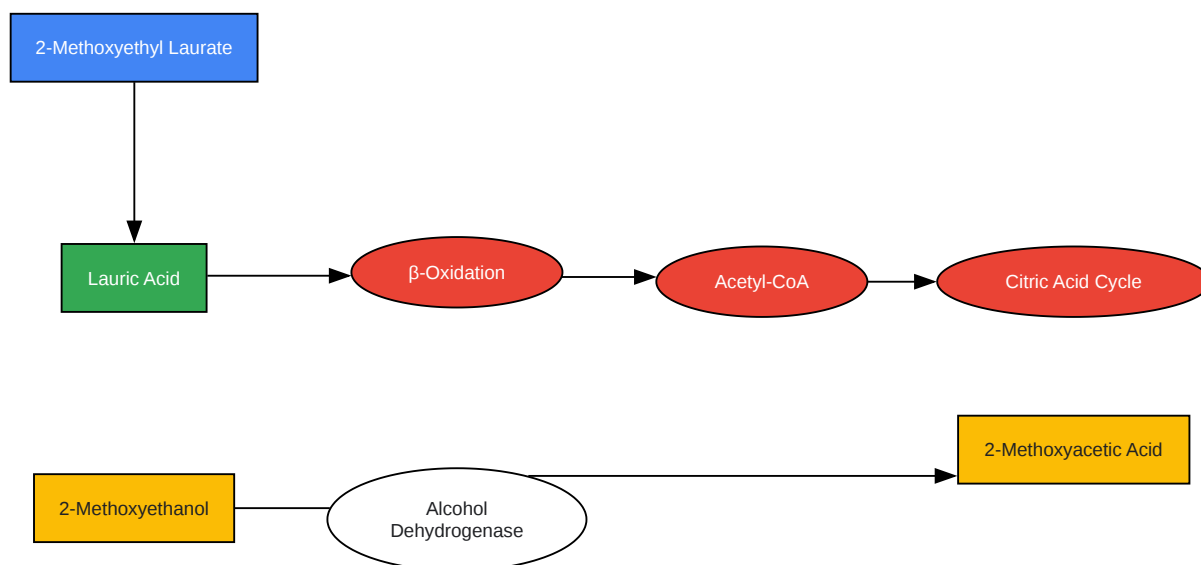 2-Methoxyethyl Laurate
Lauric Acid
β-Oxidation
Acetyl-CoA
Citric Acid Cycle
2-Methoxyacetic Acid
2-Methoxyethanol
Alcohol
Dehydrogenase